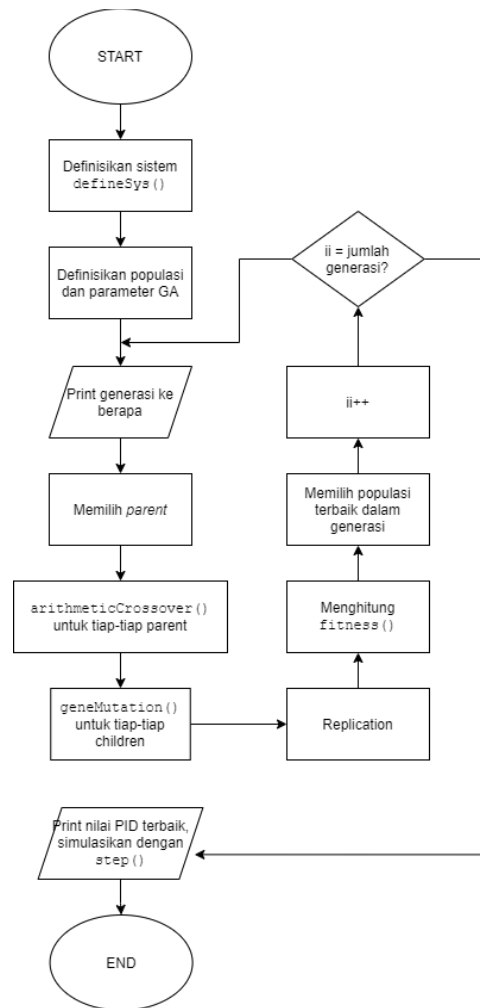 START
Definisikan sistem
defineSys()
Definisikan populasi
dan parameter GA
Print generasi ke
berapa
Memilih parent
arithmeticCrossover()
untuk tiap-tiap parent
geneMutation()
untuk tiap-tiap
children
Replication
Menghitung
fitness()
Memilih populasi
terbaik dalam
generasi
ii++
ii = jumlah
generasi?
Print nilai PID terbaik,
simulasikan dengan
step()
END